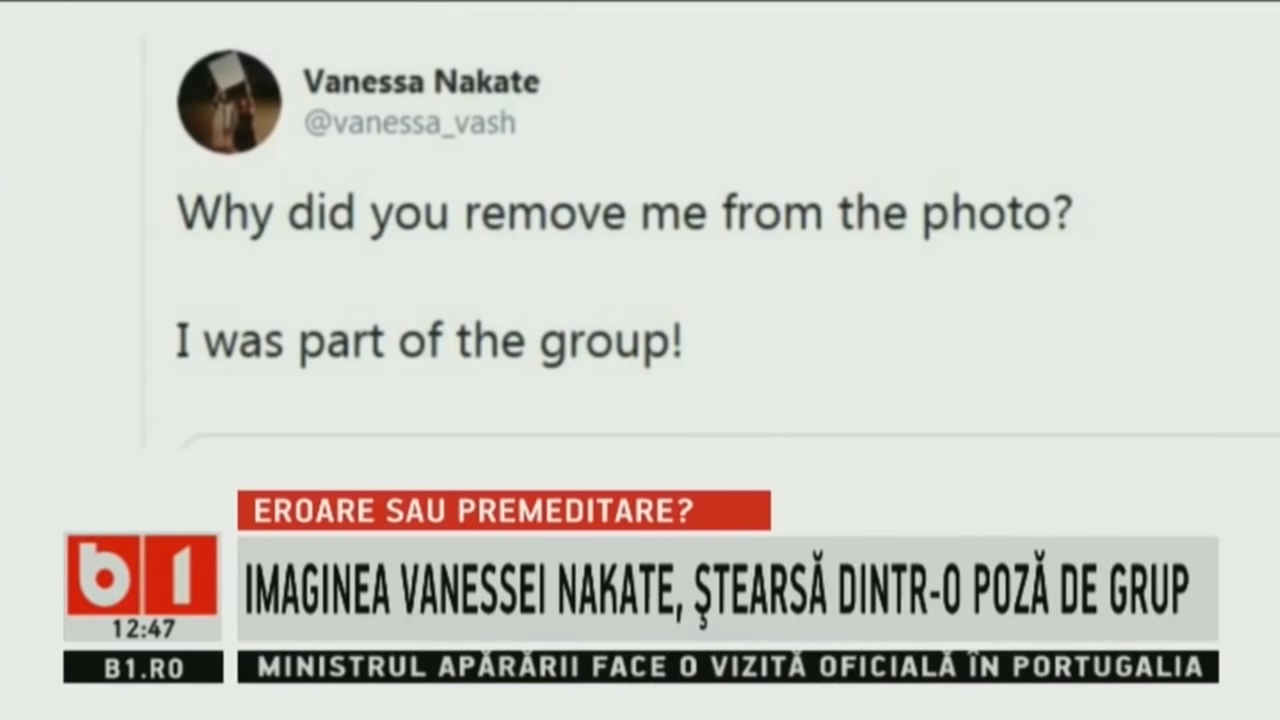 Vanessa Nakate
@vanessa_vash
Why did you remove me from the photo?
I was part of the group!
EROARE SAU PREMEDITARE?
b1
IMAGINEA VANESSEI NAKATE, ŞTEARSĂ DINTR-O POZĂ DE GRUP
12:47
B1.RO
MINISTRUL APĂRĂRII FACE O VIZITĂ OFICIALĂ ÎN PORTUGALIA